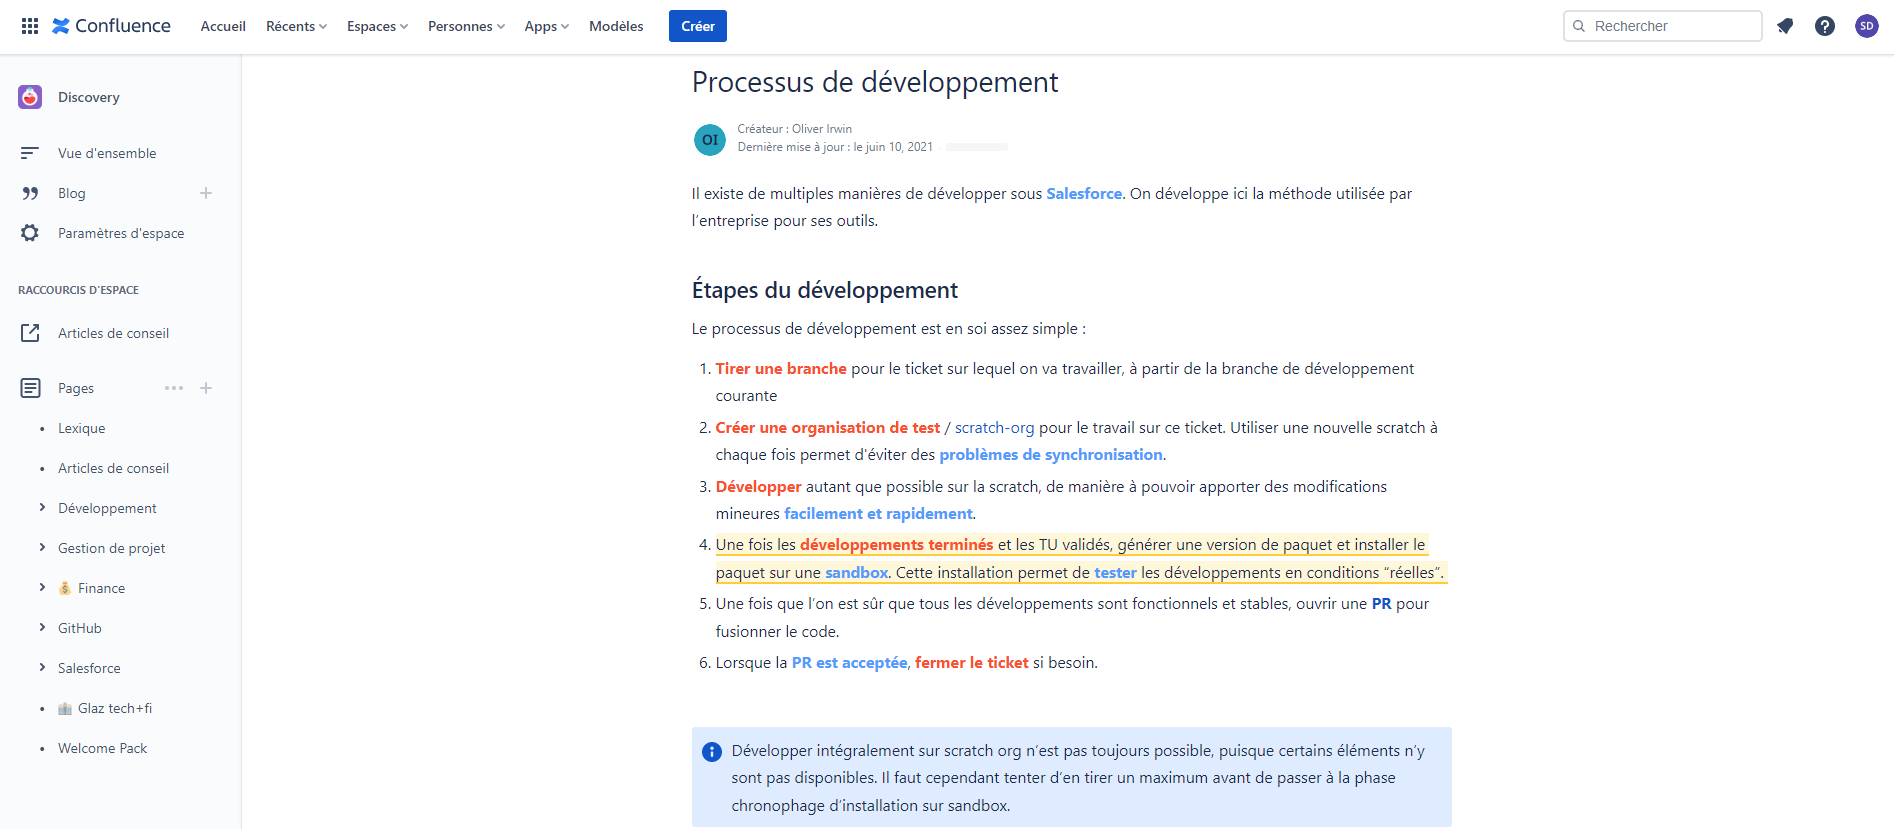 Confluence Accueil Récents Espaces Personnes Apps Modèles Créer Rechercher SD
Discovery
Vue d'ensemble
Blog
Paramètres d'espace
RACCOURCIS D'ESPACE
Articles de conseil
Pages
Lexique
Articles de conseil
Développement
Gestion de projet
Finance
GitHub
Salesforce
Glaz tech+fi
Welcome Pack
Processus de développement
OI
Créateur : Oliver Irwin
Dernière mise à jour : le juin 10, 2021
Il existe de multiples manières de développer sous Salesforce. On développe ici la méthode utilisée par
l'entreprise pour ses outils.
Étapes du développement
Le processus de développement est en soi assez simple :
1. Tirer une branche pour le ticket sur lequel on va travailler, à partir de la branche de développement
courante
2. Créer une organisation de test / scratch-org pour le travail sur ce ticket. Utiliser une nouvelle scratch à
chaque fois permet d'éviter des problèmes de synchronisation.
3. Développer autant que possible sur la scratch, de manière à pouvoir apporter des modifications
mineures facilement et rapidement.
4. Une fois les développements terminés et les TU validés, générer une version de paquet et installer le
paquet sur une sandbox. Cette installation permet de tester les développements en conditions “réelles”.
5. Une fois que l'on est sûr que tous les développements sont fonctionnels et stables, ouvrir une PR pour
fusionner le code.
6. Lorsque la PR est acceptée, fermer le ticket si besoin.
Développer intégralement sur scratch org n'est pas toujours possible, puisque certains éléments n'y
sont pas disponibles. Il faut cependant tenter d'en tirer un maximum avant de passer à la phase
chronophage d'installation sur sandbox.